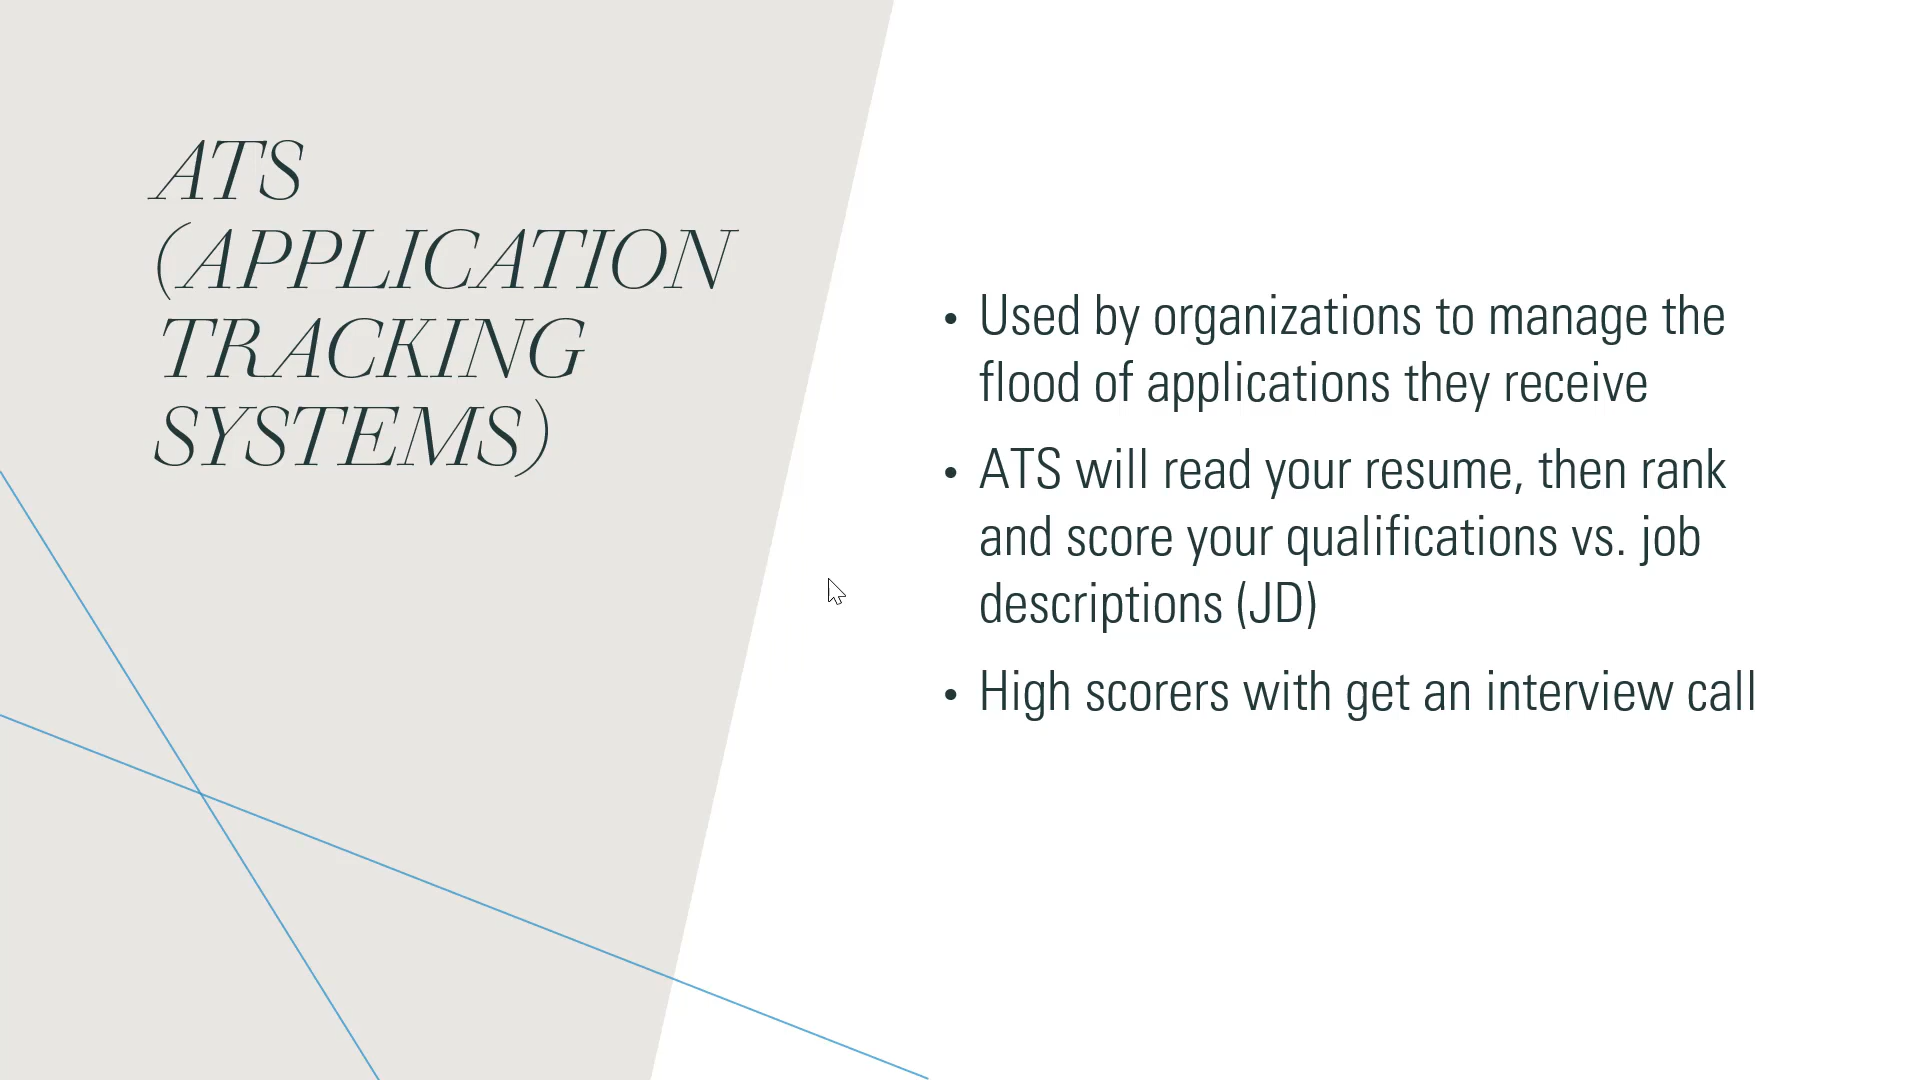 ATS
(APPLICATION
TRACKING
SYSTEMS)
• Used by organizations to manage the
flood of applications they receive
• ATS will read your resume, then rank
and score your qualifications vs. job
descriptions (JD)
• High scorers with get an interview call